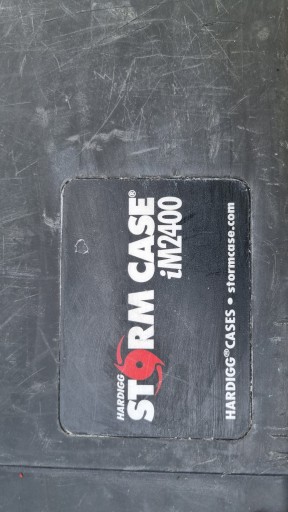 HARDIGG
STORM CASE®
iM2400
HARDIGG® CASES • stormcase.com